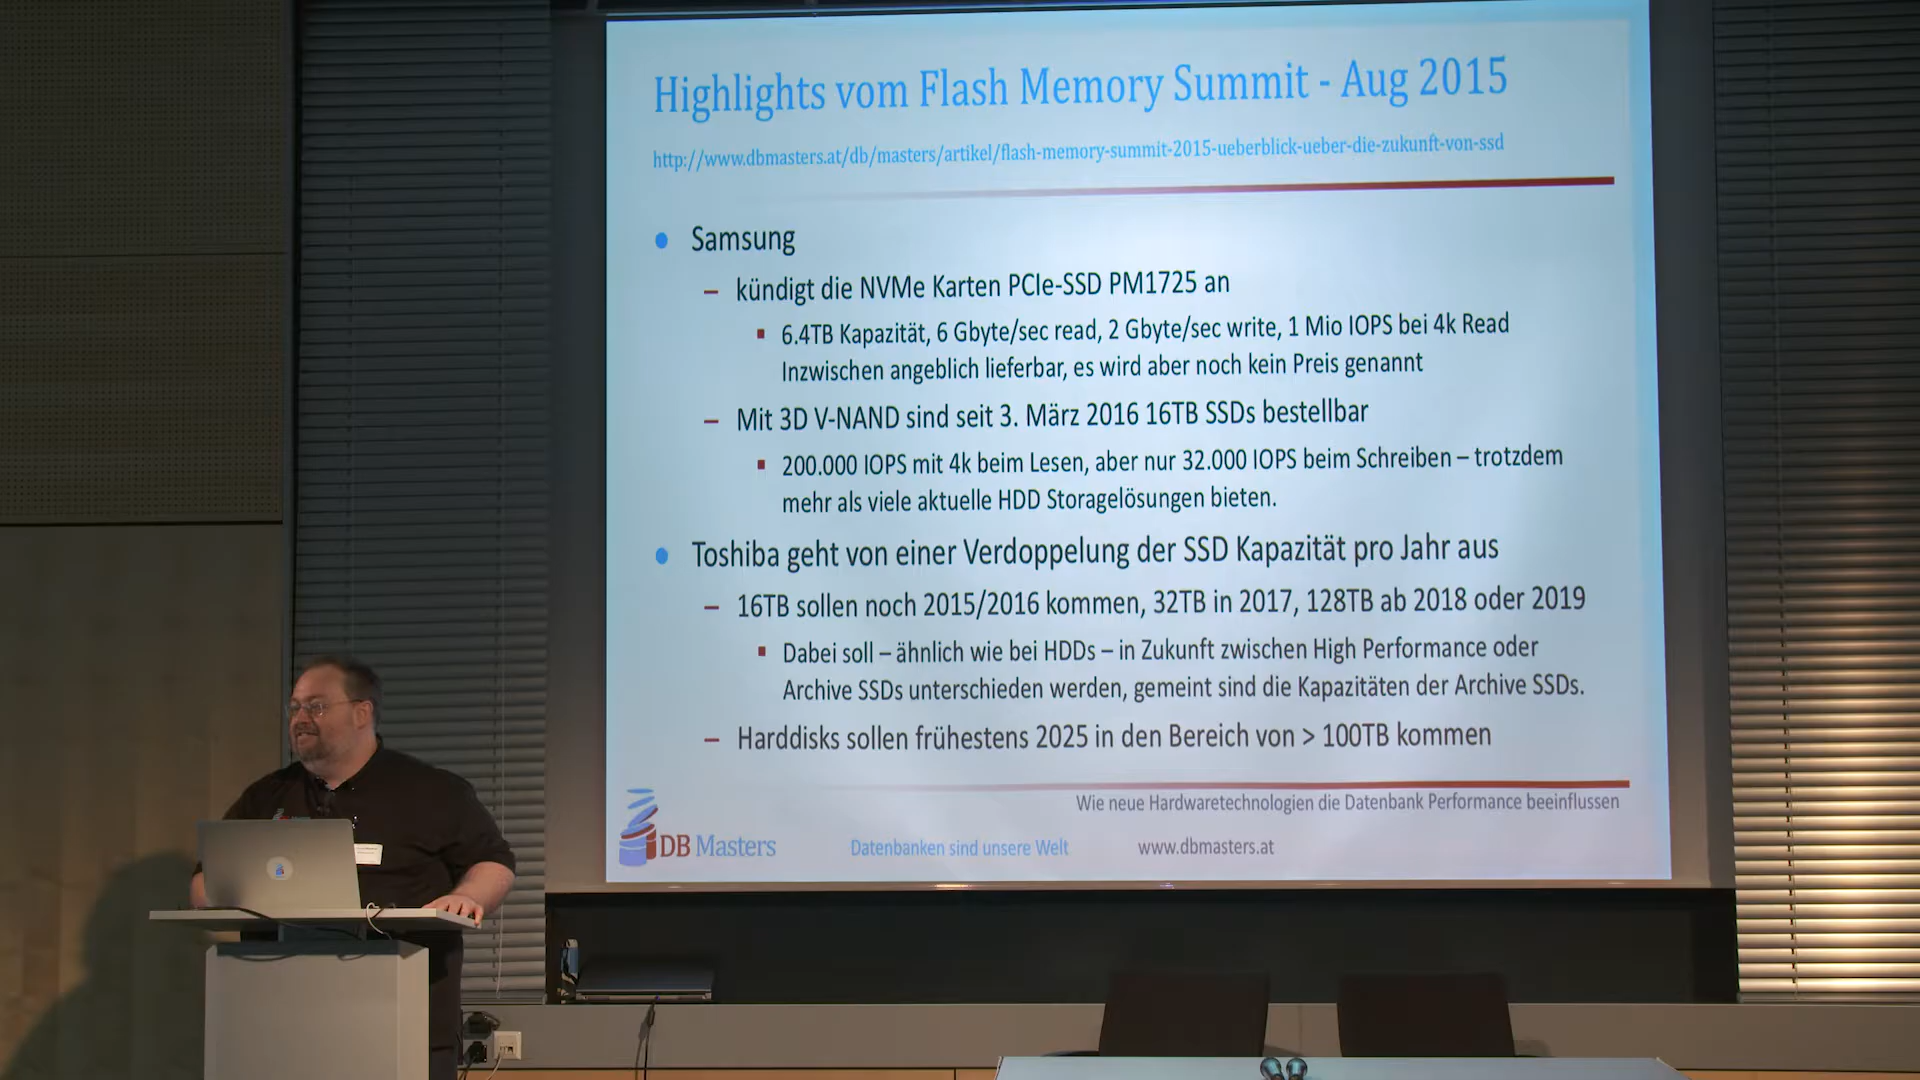 Highlights vom Flash Memory Summit - Aug 2015
http://www.dbmasters.at/db/masters/artikel/flash-memory-summit-2015-ueberblick-ueber-die-zukunft-von-ssd
Samsung
– kündigt die NVMe Karten PCIe-SSD PM1725 an
6.4TB Kapazität, 6 Gbyte/sec read, 2 Gbyte/sec write, 1 Mio IOPS bei 4k Read
Inzwischen angeblich lieferbar, es wird aber noch kein Preis genannt
– Mit 3D V-NAND sind seit 3. März 2016 16TB SSDs bestellbar
200.000 IOPS mit 4k beim Lesen, aber nur 32.000 IOPS beim Schreiben – trotzdem
mehr als viele aktuelle HDD Storagelösungen bieten.
Toshiba geht von einer Verdoppelung der SSD Kapazität pro Jahr aus
– 16TB sollen noch 2015/2016 kommen, 32TB in 2017, 128TB ab 2018 oder 2019
Dabei soll – ähnlich wie bei HDDs – in Zukunft zwischen High Performance oder
Archive SSDs unterschieden werden, gemeint sind die Kapazitäten der Archive SSDs.
– Harddisks sollen frühestens 2025 in den Bereich von > 100TB kommen
Wie neue Hardwaretechnologien die Datenbank Performance beeinflussen
DB Masters Datenbanken sind unsere Welt www.dbmasters.at